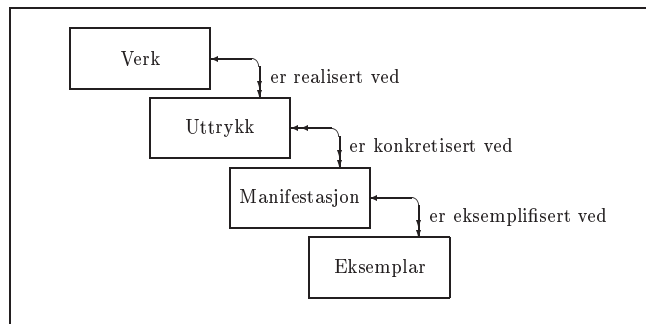 Verk
er realisert ved
Uttrykk
er konkretisert ved
Manifestasjon
er eksemplifisert ved
Eksemplar